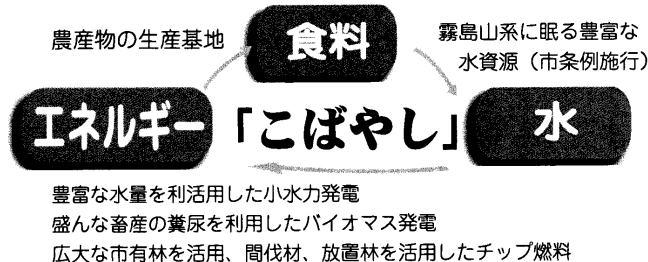 農産物の生産基地
食料
霧島山系に眠る豊富な
水資源（市条例施行）
エネルギー
「こばやし」
水
豊富な水量を利活用した小水力発電
盛んな畜産の糞尿を利用したバイオマス発電
広大な市有林を活用、間伐材、放置林を活用したチップ燃料